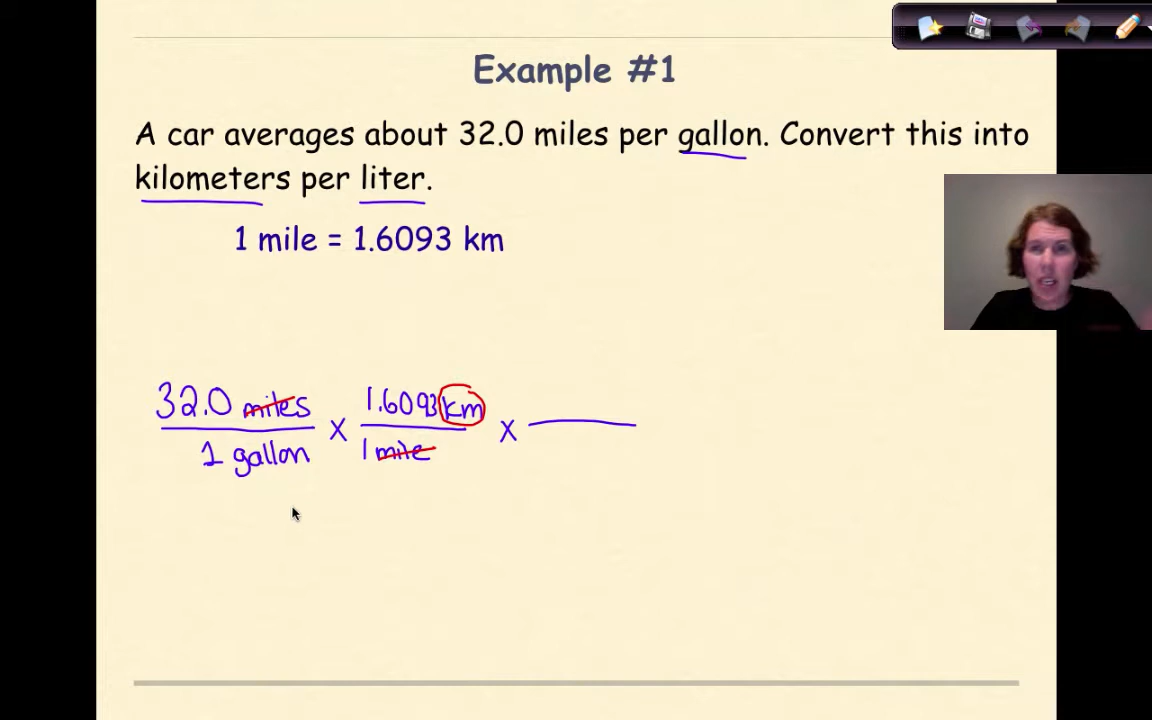 Example #1
A car averages about 32.0 miles per gallon. Convert this into
kilometers per liter.
1 mile = 1.6093 km
32.0 miles x 1.6093 km x
1 gallon 1 mile